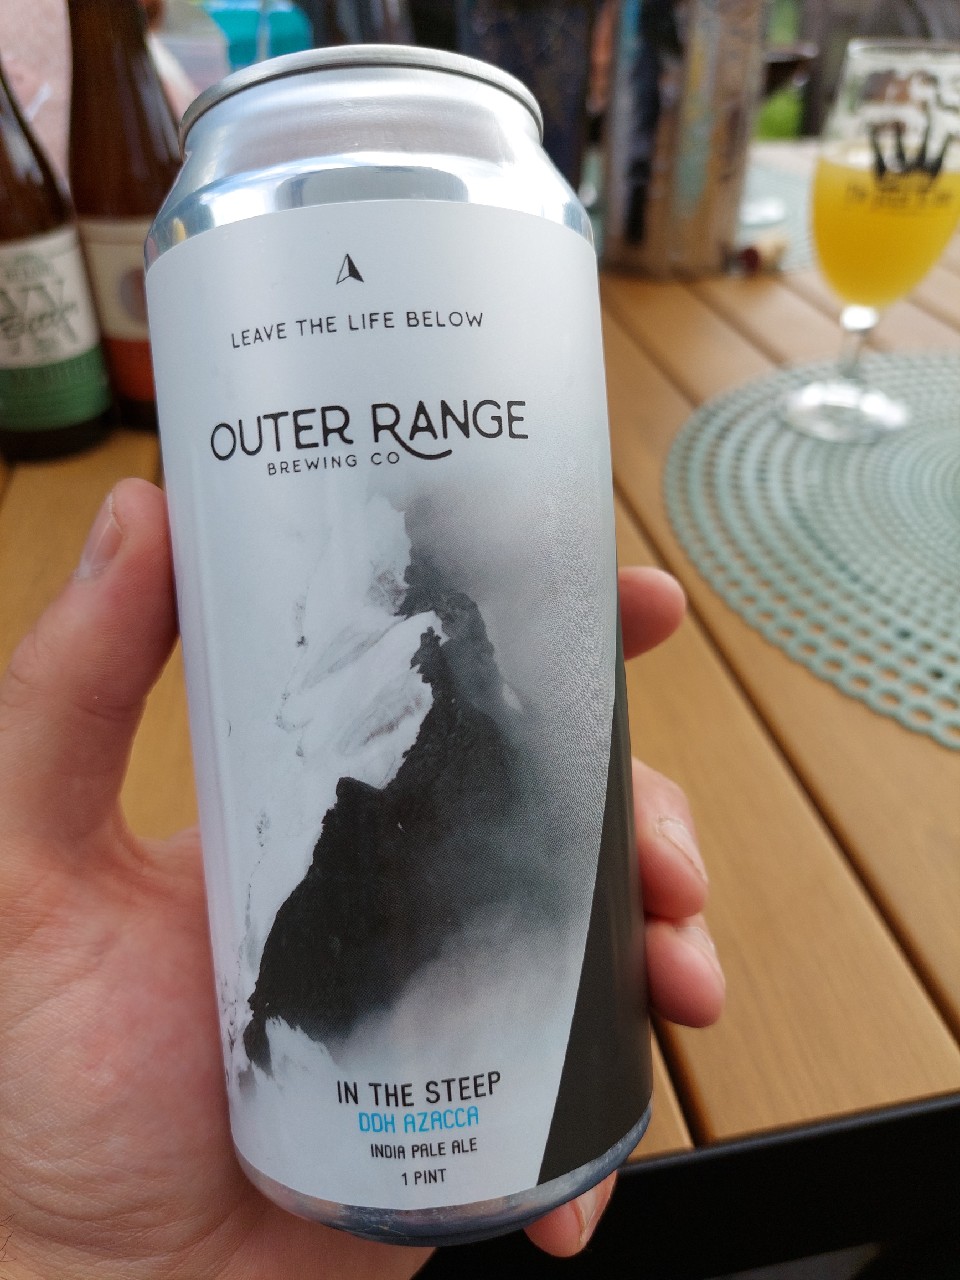 LEAVE THE LIFE BELOW
OUTER RANGE
BREWING CO
IN THE STEEP
DDH AZACCA
INDIA PALE ALE
1 PINT